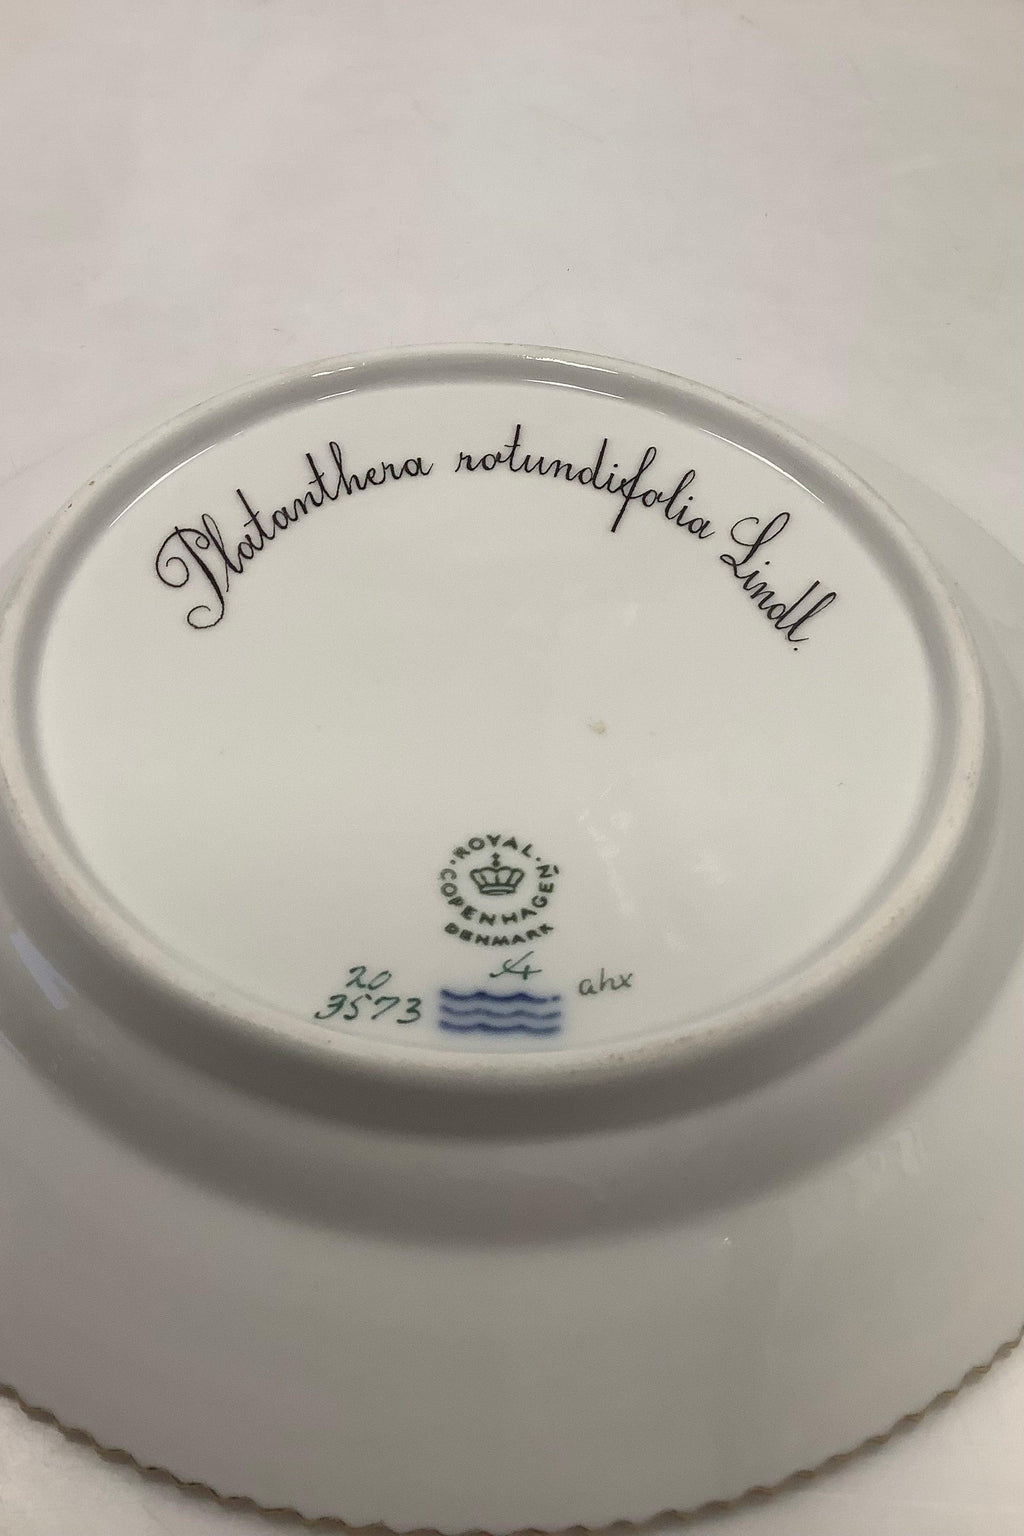 Platanthera rotundifolia Lindl.
ROYAL
COPENHAGEN
DENMARK
20
3573
ahx